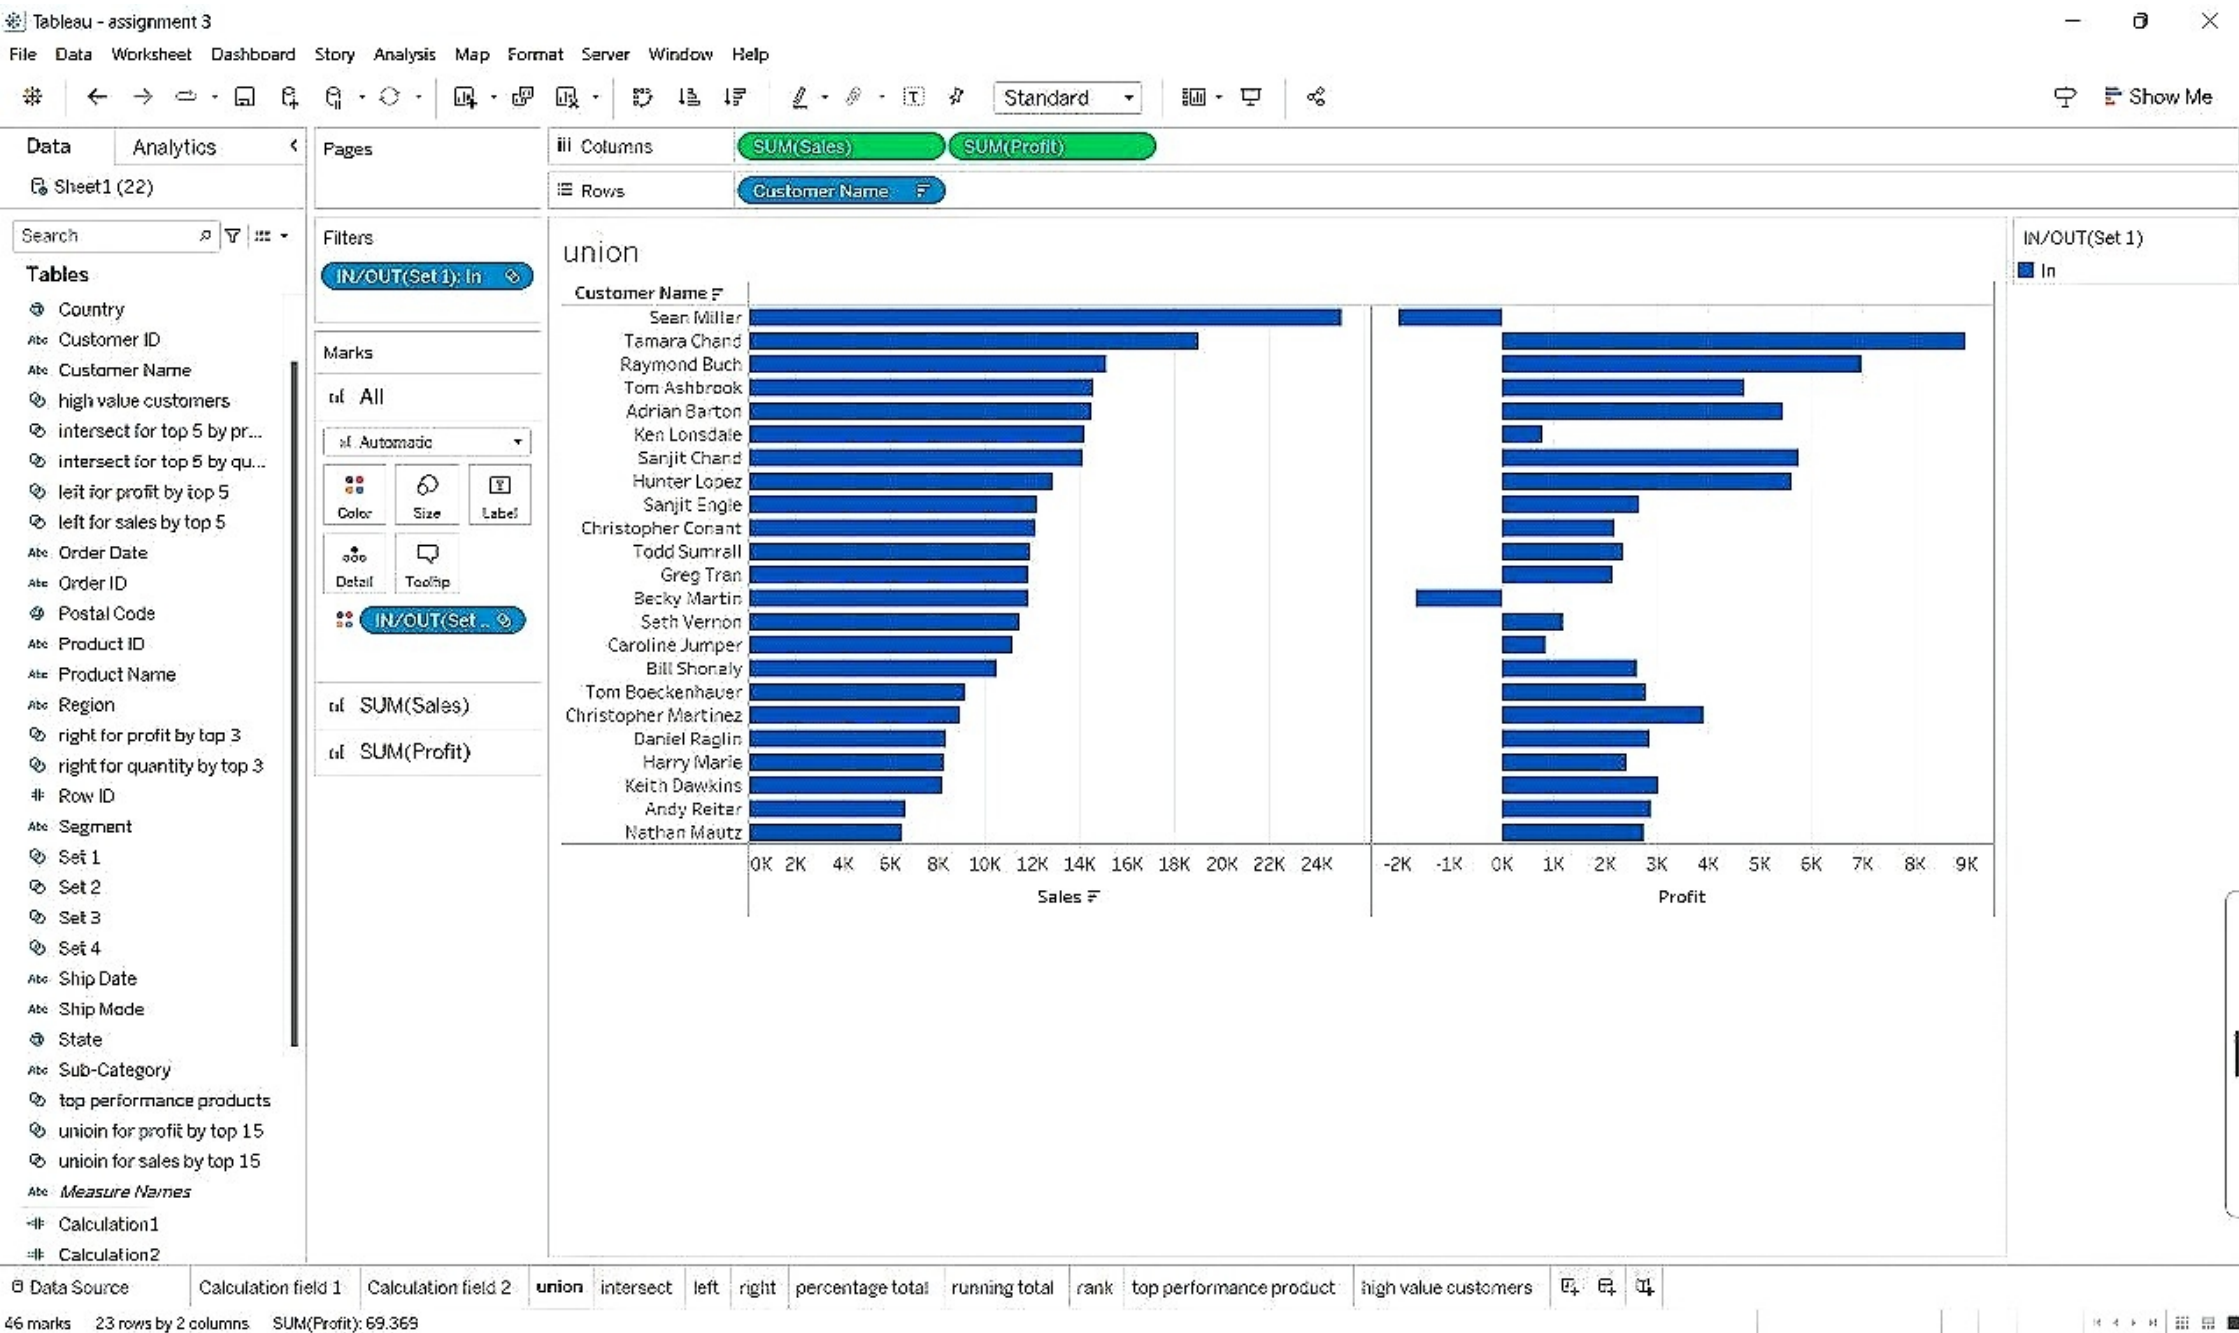 Tableau - assignment 3
File Data Worksheet Dashboard Story Analysis Map Format Server Window Help
Standard
Show Me
Data
Analytics
Sheet1 (22)
Search
Tables
Country
Abc Customer ID
Abc Customer Name
high value customers
intersect for top 5 by pr...
intersect for top 5 by qu...
left for profit by top 5
left for sales by top 5
Abc Order Date
Abc Order ID
Postal Code
Abc Product ID
Abc Product Name
Abc Region
right for profit by top 3
right for quantity by top 3
# Row ID
Abc Segment
Set 1
Set 2
Set 3
Set 4
Abc Ship Date
Abc Ship Mode
State
Abc Sub-Category
top performance products
unioin for profit by top 15
unioin for sales by top 15
Abc Measure Names
Calculation1
Calculation2
Pages
Filters
IN/OUT(Set 1): In
Marks
All
Automatic
Color Size Label
Detail Tooltip
IN/OUT(Set ..
SUM(Sales)
SUM(Profit)
Columns SUM(Sales) SUM(Profit)
Rows Customer Name
union
Customer Name
Sean Miller
Tamara Chand
Raymond Buch
Tom Ashbrook
Adrian Barton
Ken Lonsdale
Sanjit Chand
Hunter Lopez
Sanjit Engle
Christopher Conant
Todd Sumrall
Greg Tran
Becky Martin
Seth Vernon
Caroline Jumper
Bill Shonely
Tom Boeckenhauer
Christopher Martinez
Daniel Raglin
Harry Marie
Keith Dawkins
Andy Reiter
Nathan Mautz
0K 2K 4K 6K 8K 10K 12K 14K 16K 18K 20K 22K 24K
-2K -1K 0K 1K 2K 3K 4K 5K 6K 7K 8K 9K
Sales
Profit
IN/OUT(Set 1)
In
Data Source
Calculation field 1
Calculation field 2
union
intersect
left
right
percentage total
running total
rank
top performance product
high value customers
46 marks 23 rows by 2 columns SUM(Profit): 69.369